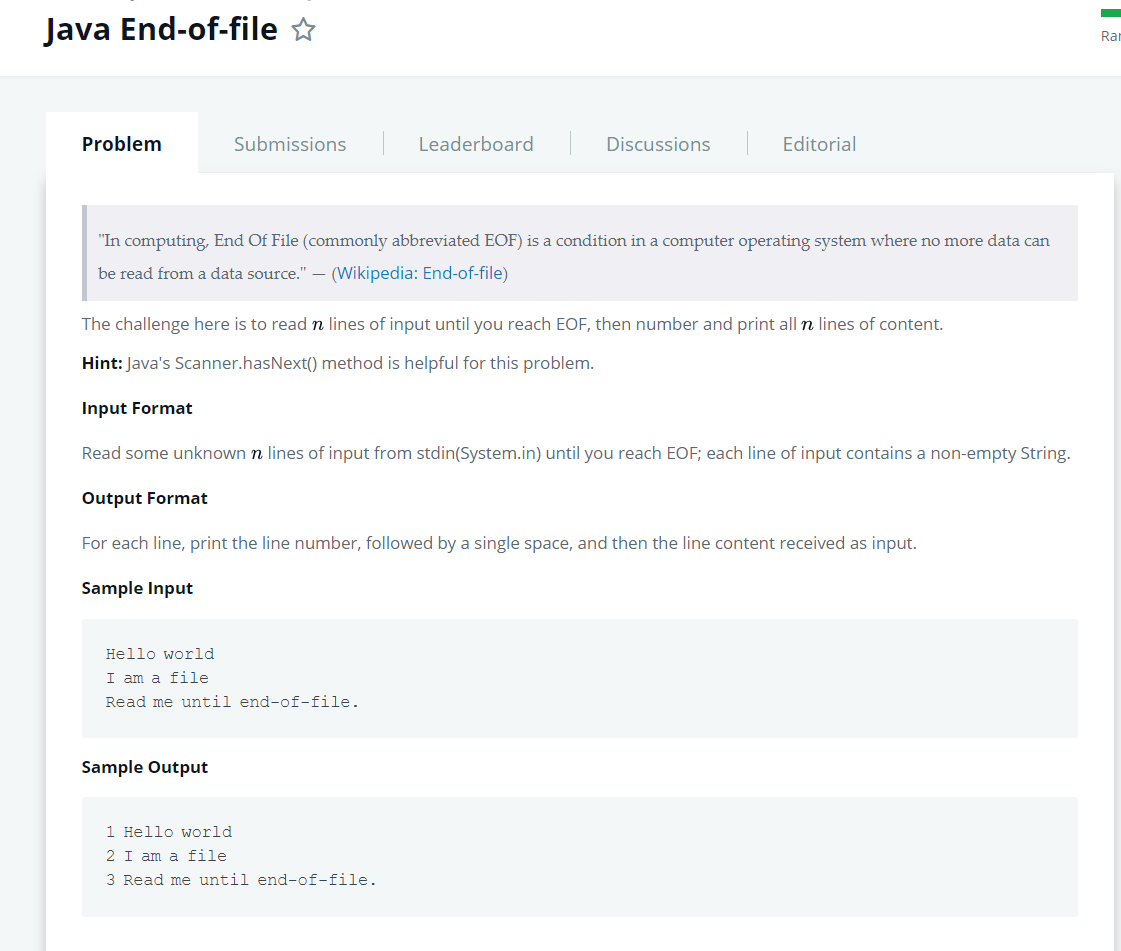 Java End-of-file
Problem
Submissions
Leaderboard
Discussions
Editorial
"In computing, End Of File (commonly abbreviated EOF) is a condition in a computer operating system where no more data can
be read from a data source." — (Wikipedia: End-of-file)
The challenge here is to read n lines of input until you reach EOF, then number and print all n lines of content.
Hint: Java's Scanner.hasNext() method is helpful for this problem.
Input Format
Read some unknown n lines of input from stdin(System.in) until you reach EOF; each line of input contains a non-empty String.
Output Format
For each line, print the line number, followed by a single space, and then the line content received as input.
Sample Input
Hello world
I am a file
Read me until end-of-file.
Sample Output
1 Hello world
2 I am a file
3 Read me until end-of-file.